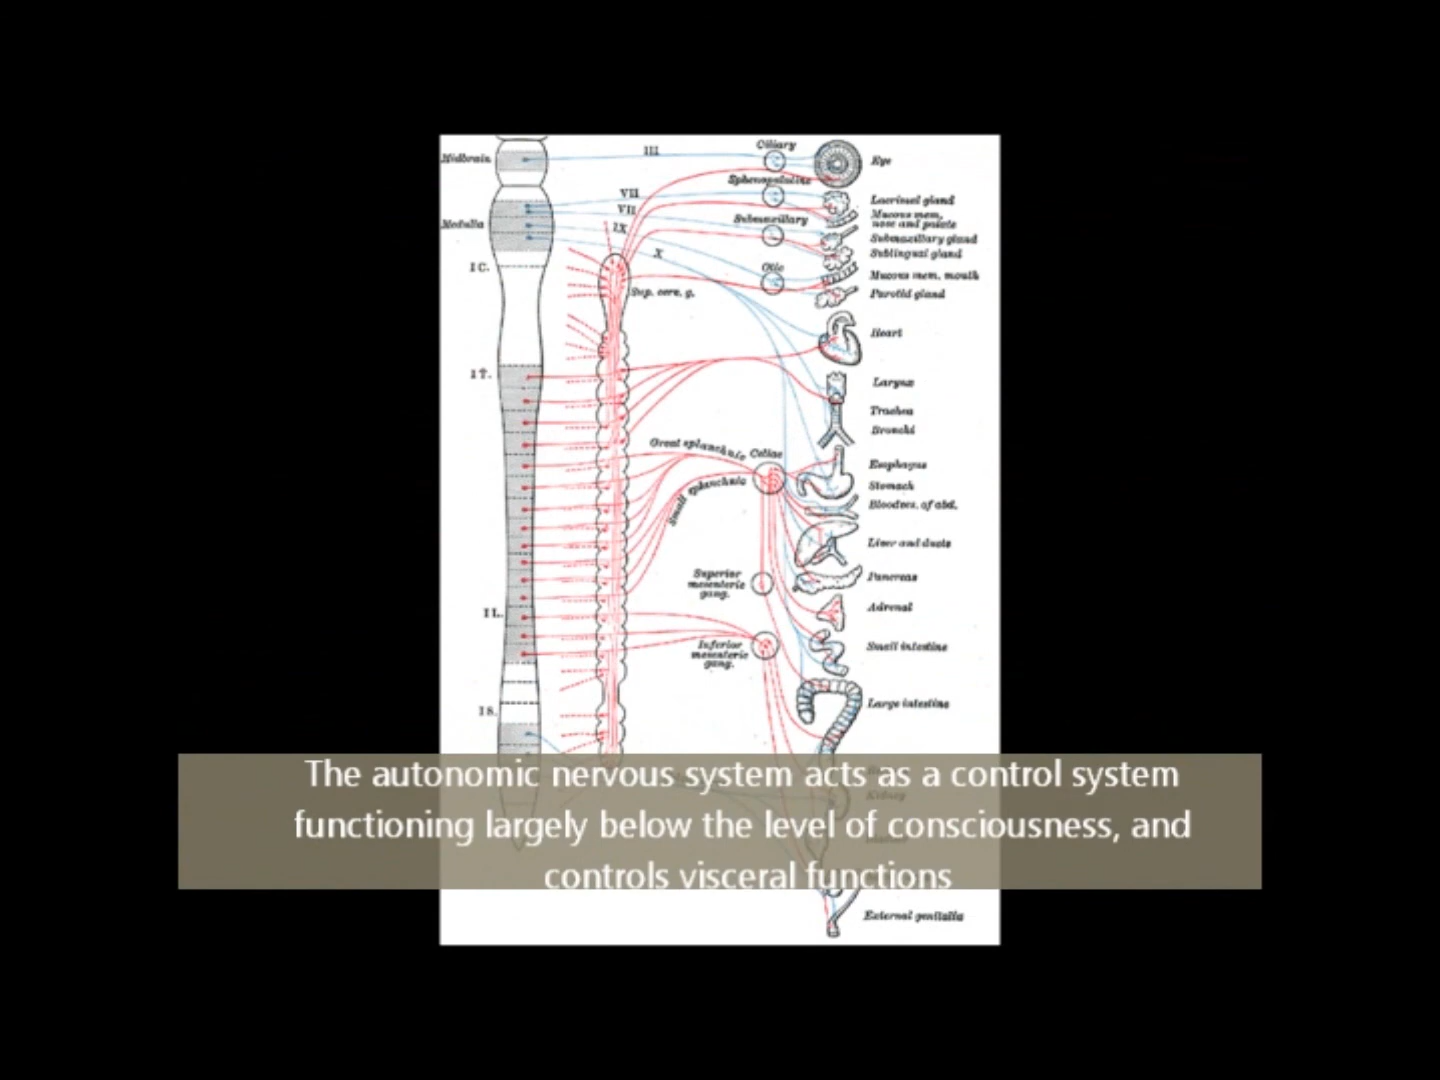 Midbrain
III
Ciliary
Eye
Sphenopalatine
VII
Lacrimal gland
VII
Mucous mem.
nose and palate
Medulla
IX
Submaxillary
Submaxillary gland
X
Sublingual gland
I C.
Otic
Mucous mem. mouth
Sup. cerv. g.
Parotid gland
Heart
I T.
Larynx
Trachea
Bronchi
Great splanchnic
Celiac
Esophagus
Small splanchnic
Stomach
Bloodves. of abd.
Liver and ducts
Superior
mesenteric
gang.
Pancreas
Adrenal
I L.
Inferior
mesenteric
gang.
Small intestine
Large intestine
I S.
Kidney
The autonomic nervous system acts as a control system
functioning largely below the level of consciousness, and
controls visceral functions
External genitalia